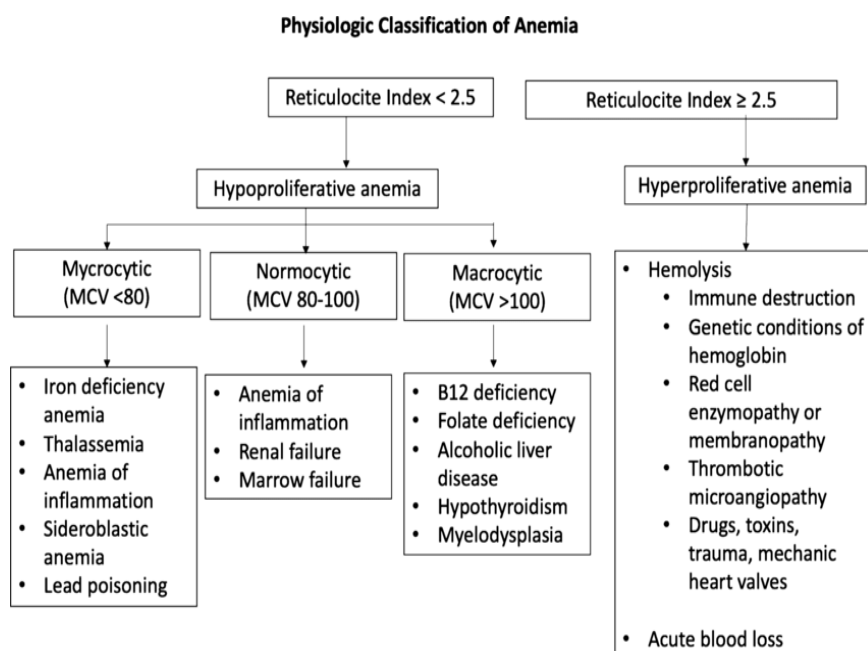 Physiologic Classification of Anemia
Reticulocite Index < 2.5
Reticulocite Index ≥ 2.5
Hypoproliferative anemia
Hyperproliferative anemia
Mycrocytic
(MCV <80)
Normocytic
(MCV 80-100)
Macrocytic
(MCV >100)
• Iron deficiency
anemia
• Thalassemia
• Anemia of
inflammation
• Sideroblastic
anemia
• Lead poisoning
• Anemia of
inflammation
• Renal failure
• Marrow failure
• B12 deficiency
• Folate deficiency
• Alcoholic liver
disease
• Hypothyroidism
• Myelodysplasia
• Hemolysis
• Immune destruction
• Genetic conditions of
hemoglobin
• Red cell
enzymopathy or
membranopathy
• Thrombotic
microangiopathy
• Drugs, toxins,
trauma, mechanic
heart valves
• Acute blood loss